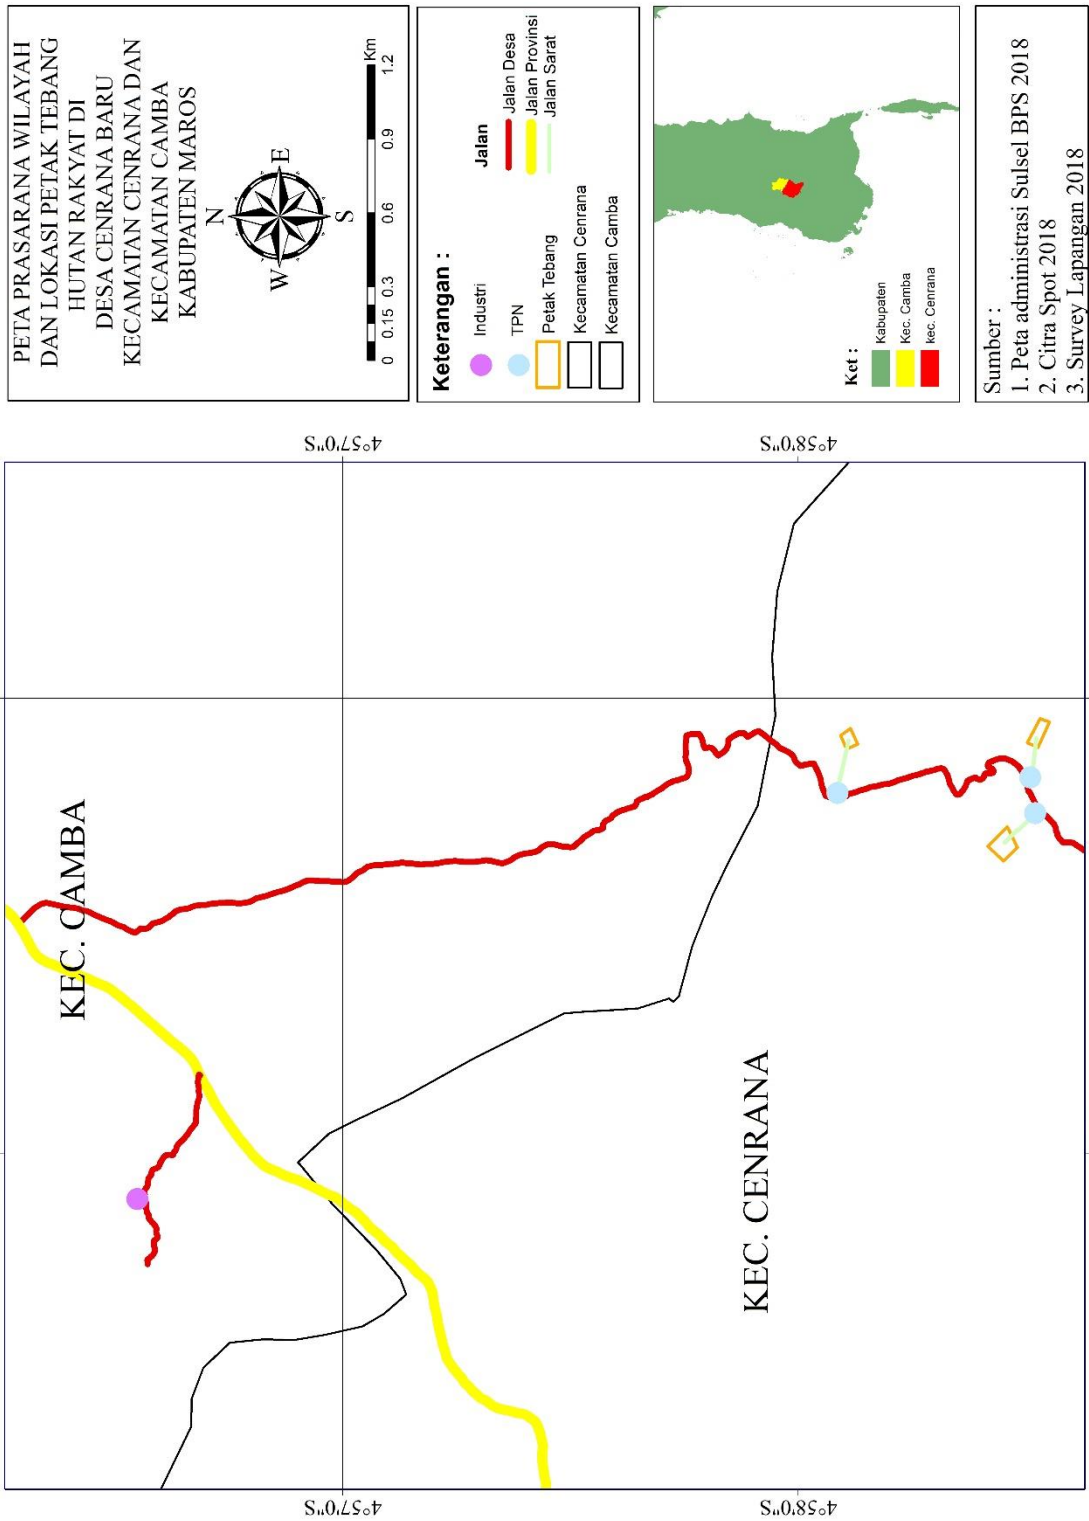 PETA PRASARANA WILAYAH
DAN LOKASI PETAK TEBANG
HUTAN RAKYAT DI
DESA CENRANA BARU
KECAMATAN CENRANA DAN
KECAMATAN CAMBA
KABUPATEN MAROS
N
W
E
S
0 0.15 0.3 0.6 0.9 1.2
Km
Keterangan :
Industri
TPN
Petak Tebang
Kecamatan Cenrana
Kecamatan Camba
Jalan
Jalan Desa
Jalan Provinsi
Jalan Sarat
Ket :
Kabupaten
Kec. Camba
kec. Cenrana
Sumber :
1. Peta administrasi Sulsel BPS 2018
2. Citra Spot 2018
3. Survey Lapangan 2018
4°57'0"S
4°58'0"S
KEC. CAMBA
KEC. CENRANA
4°57'0"S
4°58'0"S